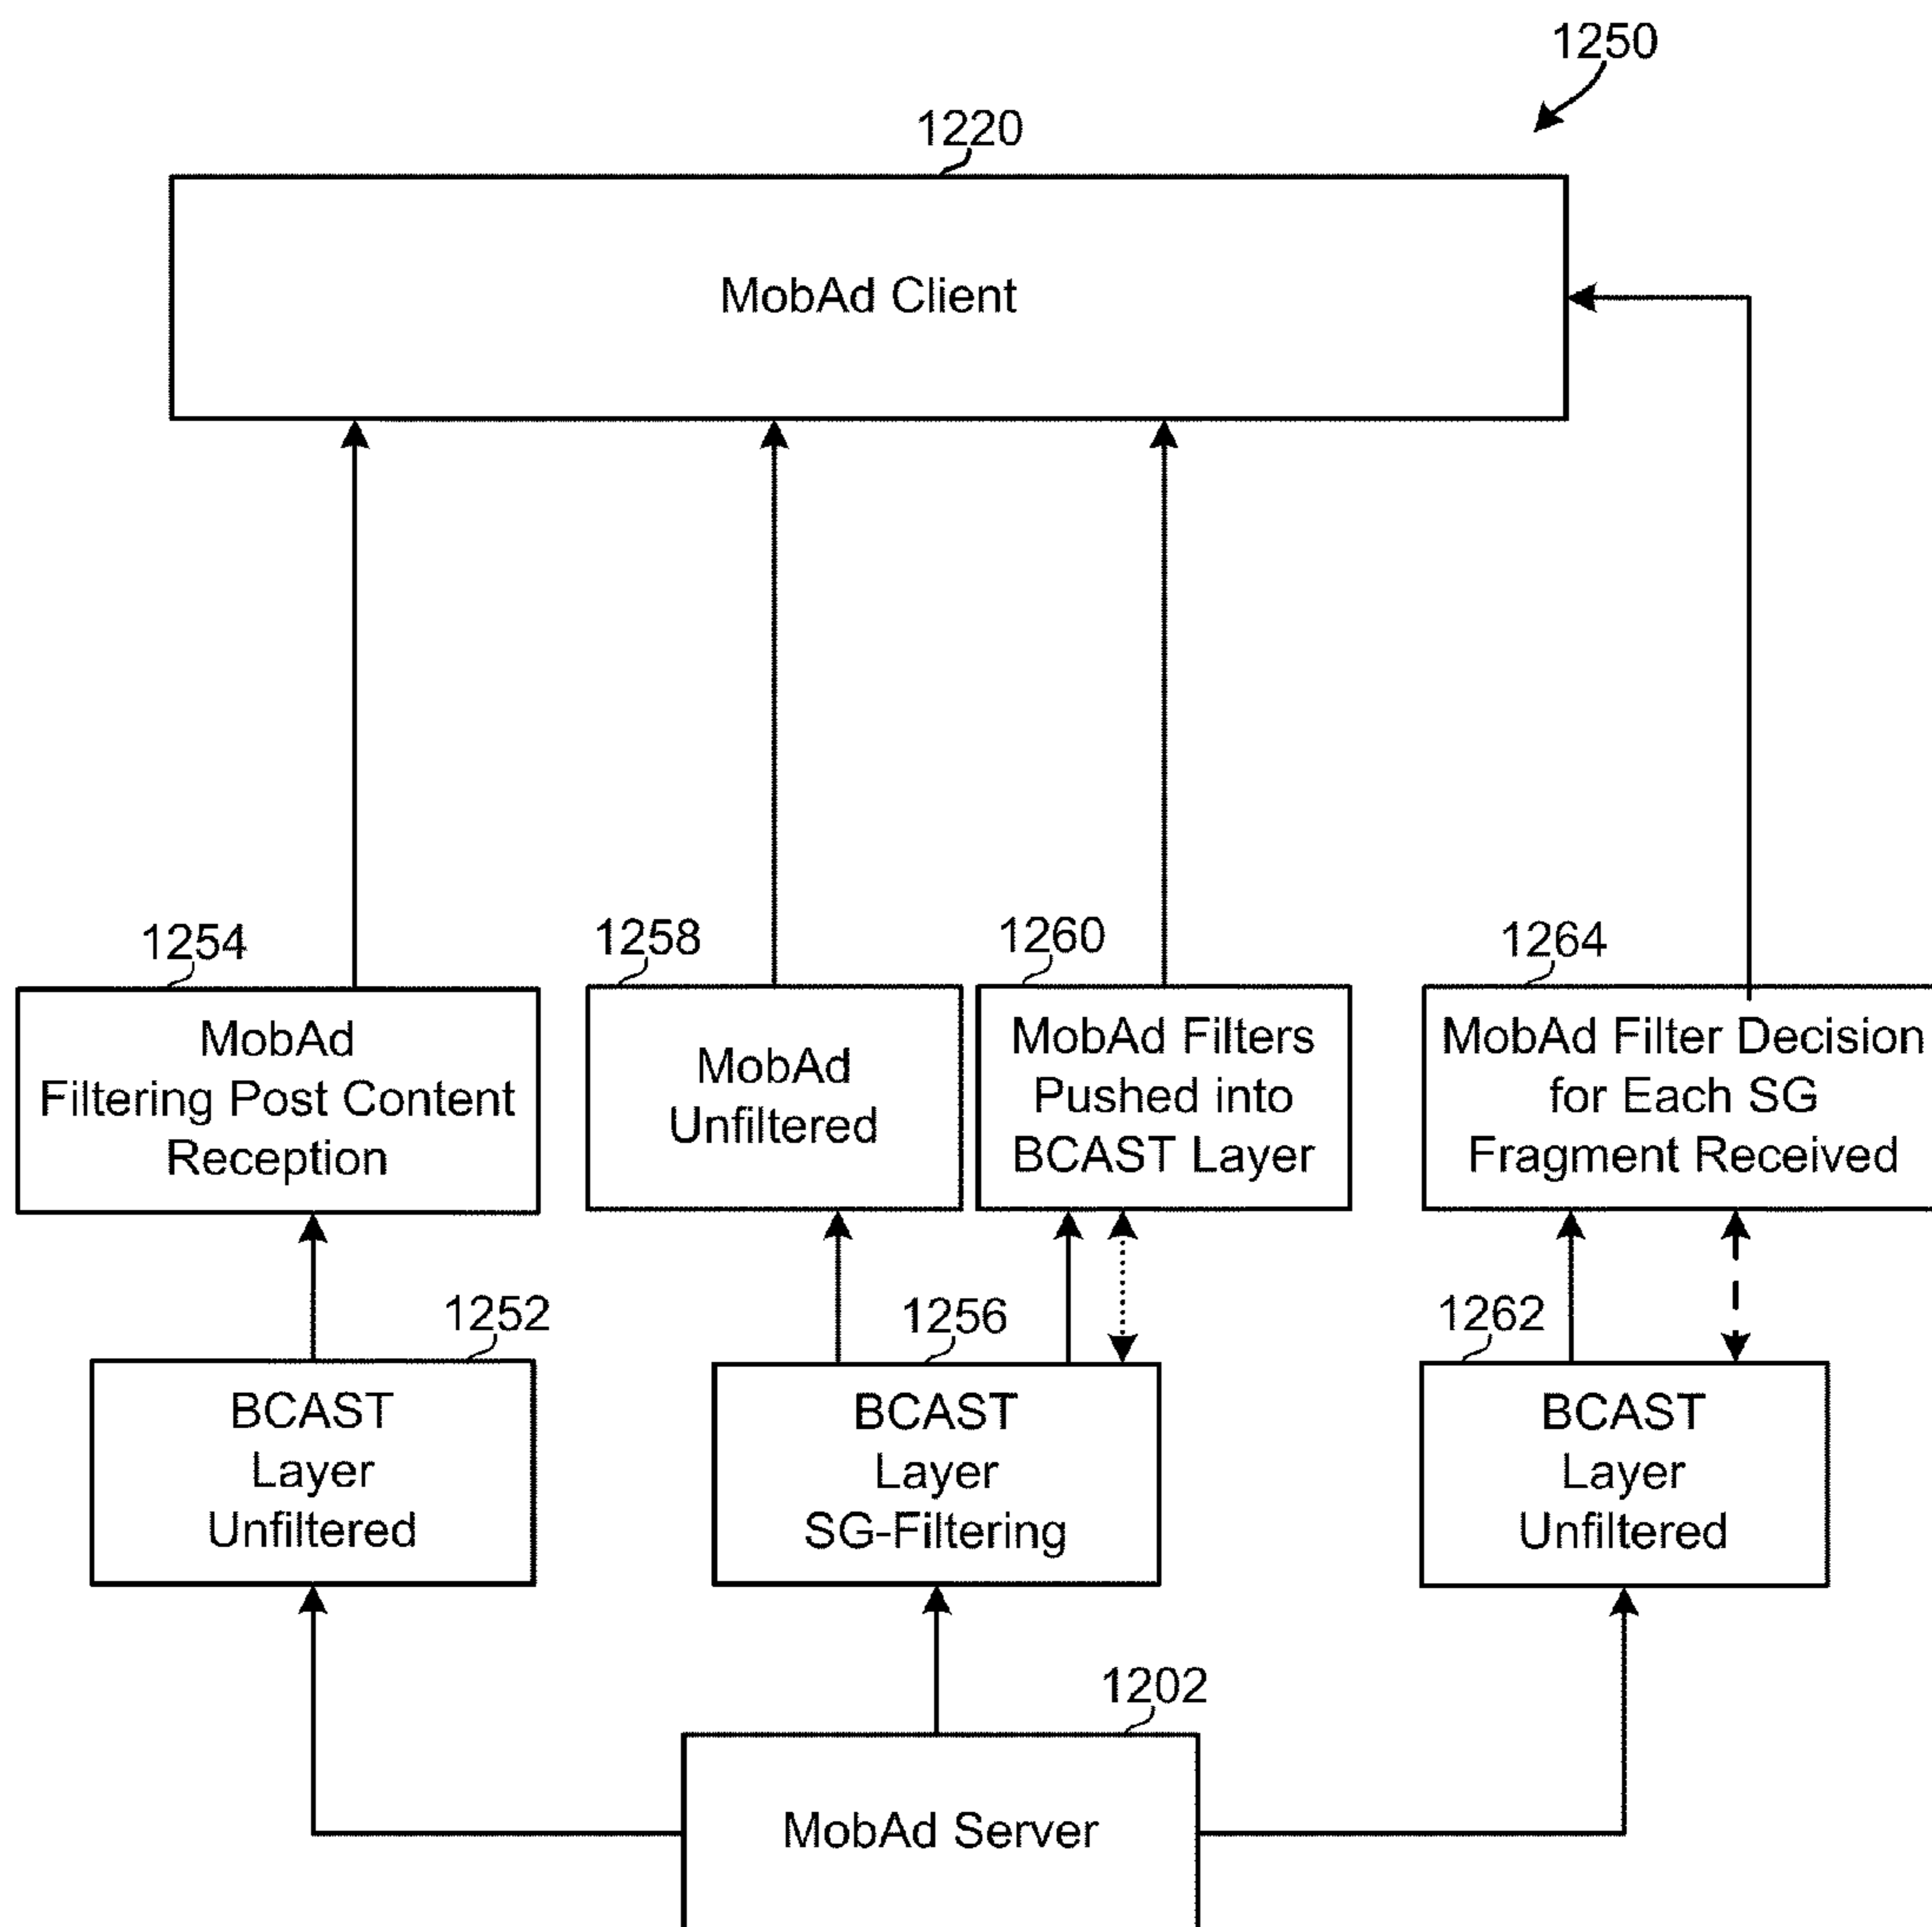 1250
1220
MobAd Client
1254
1258
1260
1264
MobAd
Filtering Post Content
Reception
MobAd
Unfiltered
MobAd Filters
Pushed into
BCAST Layer
MobAd Filter Decision
for Each SG
Fragment Received
1252
1256
1262
BCAST
Layer
Unfiltered
BCAST
Layer
SG-Filtering
BCAST
Layer
Unfiltered
1202
MobAd Server